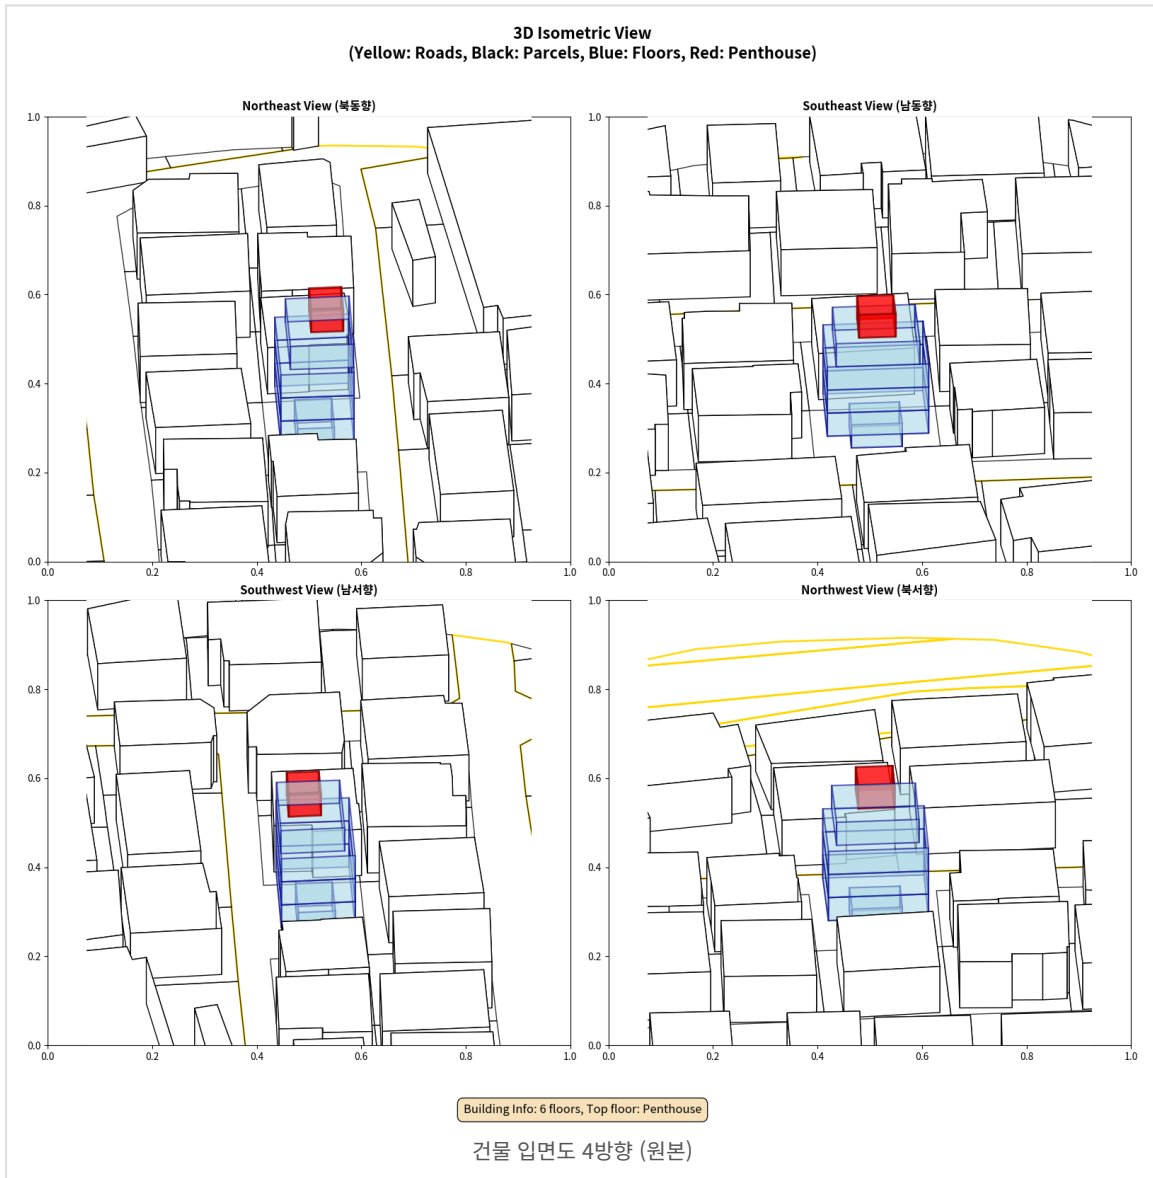 3D Isometric View
(Yellow: Roads, Black: Parcels, Blue: Floors, Red: Penthouse)
Northeast View (북동향)
1.0
0.8
0.6
0.4
0.2
0.0
0.0 0.2 0.4 0.6 0.8 1.0
Southeast View (남동향)
1.0
0.8
0.6
0.4
0.2
0.0
0.0 0.2 0.4 0.6 0.8 1.0
Southwest View (남서향)
1.0
0.8
0.6
0.4
0.2
0.0
0.0 0.2 0.4 0.6 0.8 1.0
Northwest View (북서향)
1.0
0.8
0.6
0.4
0.2
0.0
0.0 0.2 0.4 0.6 0.8 1.0
Building Info: 6 floors, Top floor: Penthouse
건물 입면도 4방향 (원본)